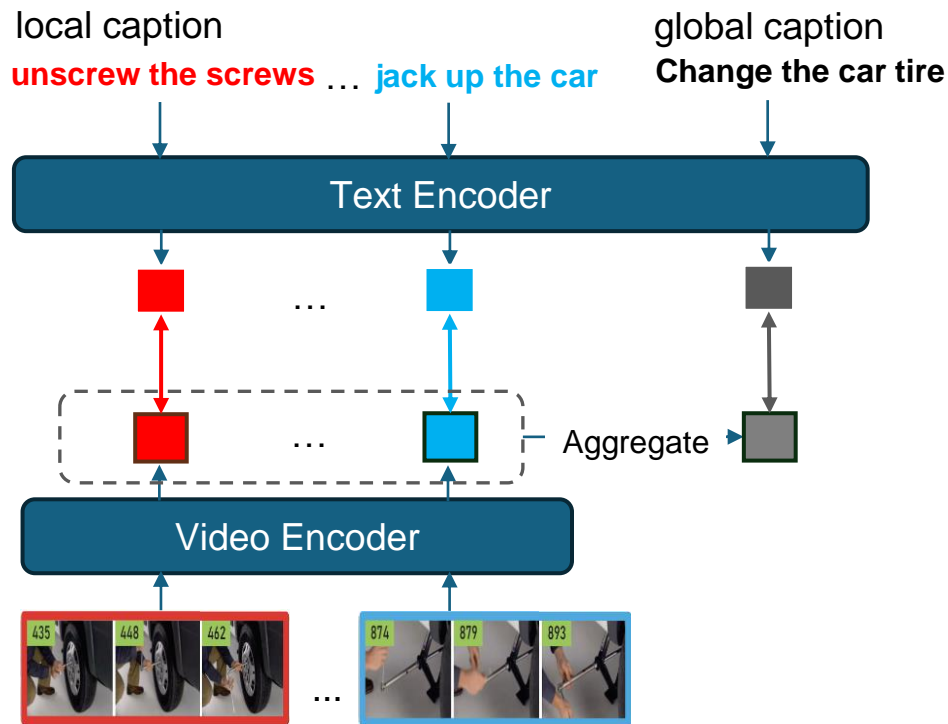 local caption
global caption
unscrew the screws ... jack up the car
Change the car tire
Text Encoder
...
...
Aggregate
Video Encoder
435 448 462 874 879 893
...